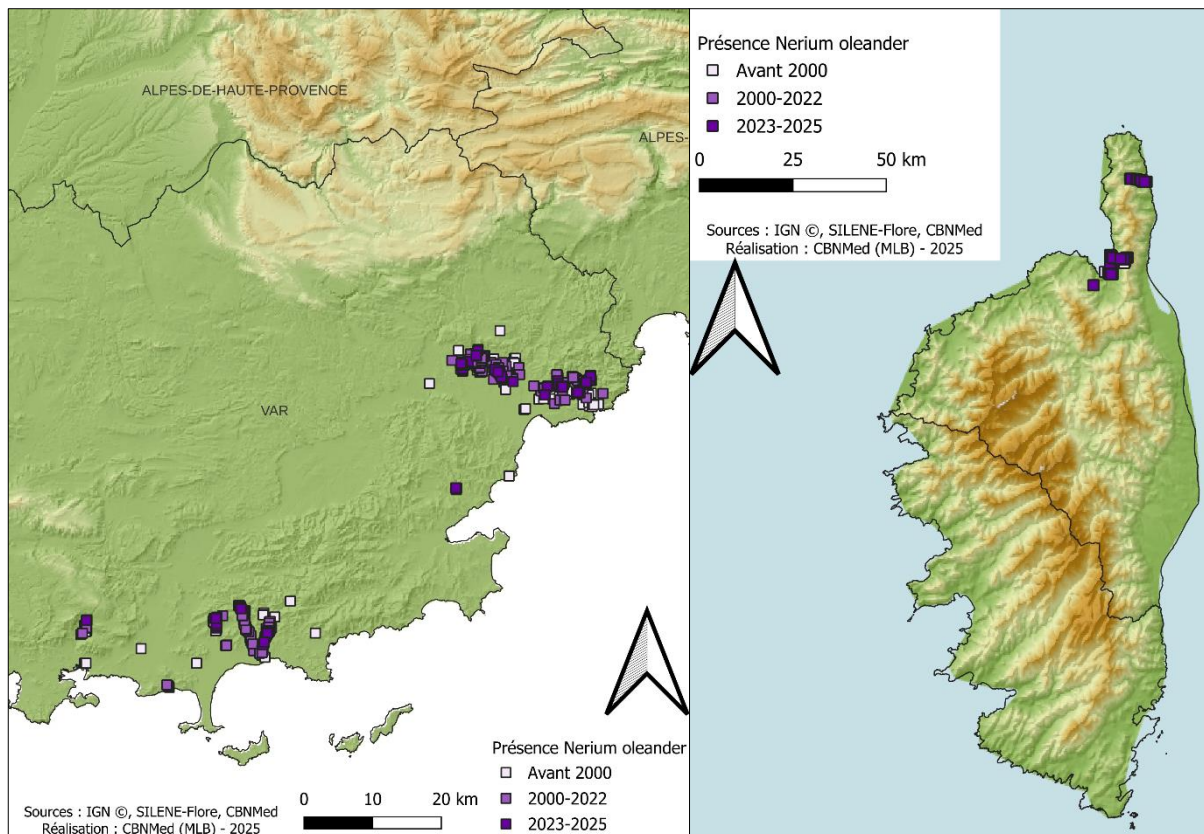 ALPES-DE-HAUTE-PROVENCE
ALPES-
VAR
Présence Nerium oleander
Avant 2000
2000-2022
2023-2025
0 10 20 km
Sources : IGN ©, SILENE-Flore, CBNMed
Réalisation : CBNMed (MLB) - 2025
Présence Nerium oleander
Avant 2000
2000-2022
2023-2025
0 25 50 km
Sources : IGN ©, SILENE-Flore, CBNMed
Réalisation : CBNMed (MLB) - 2025